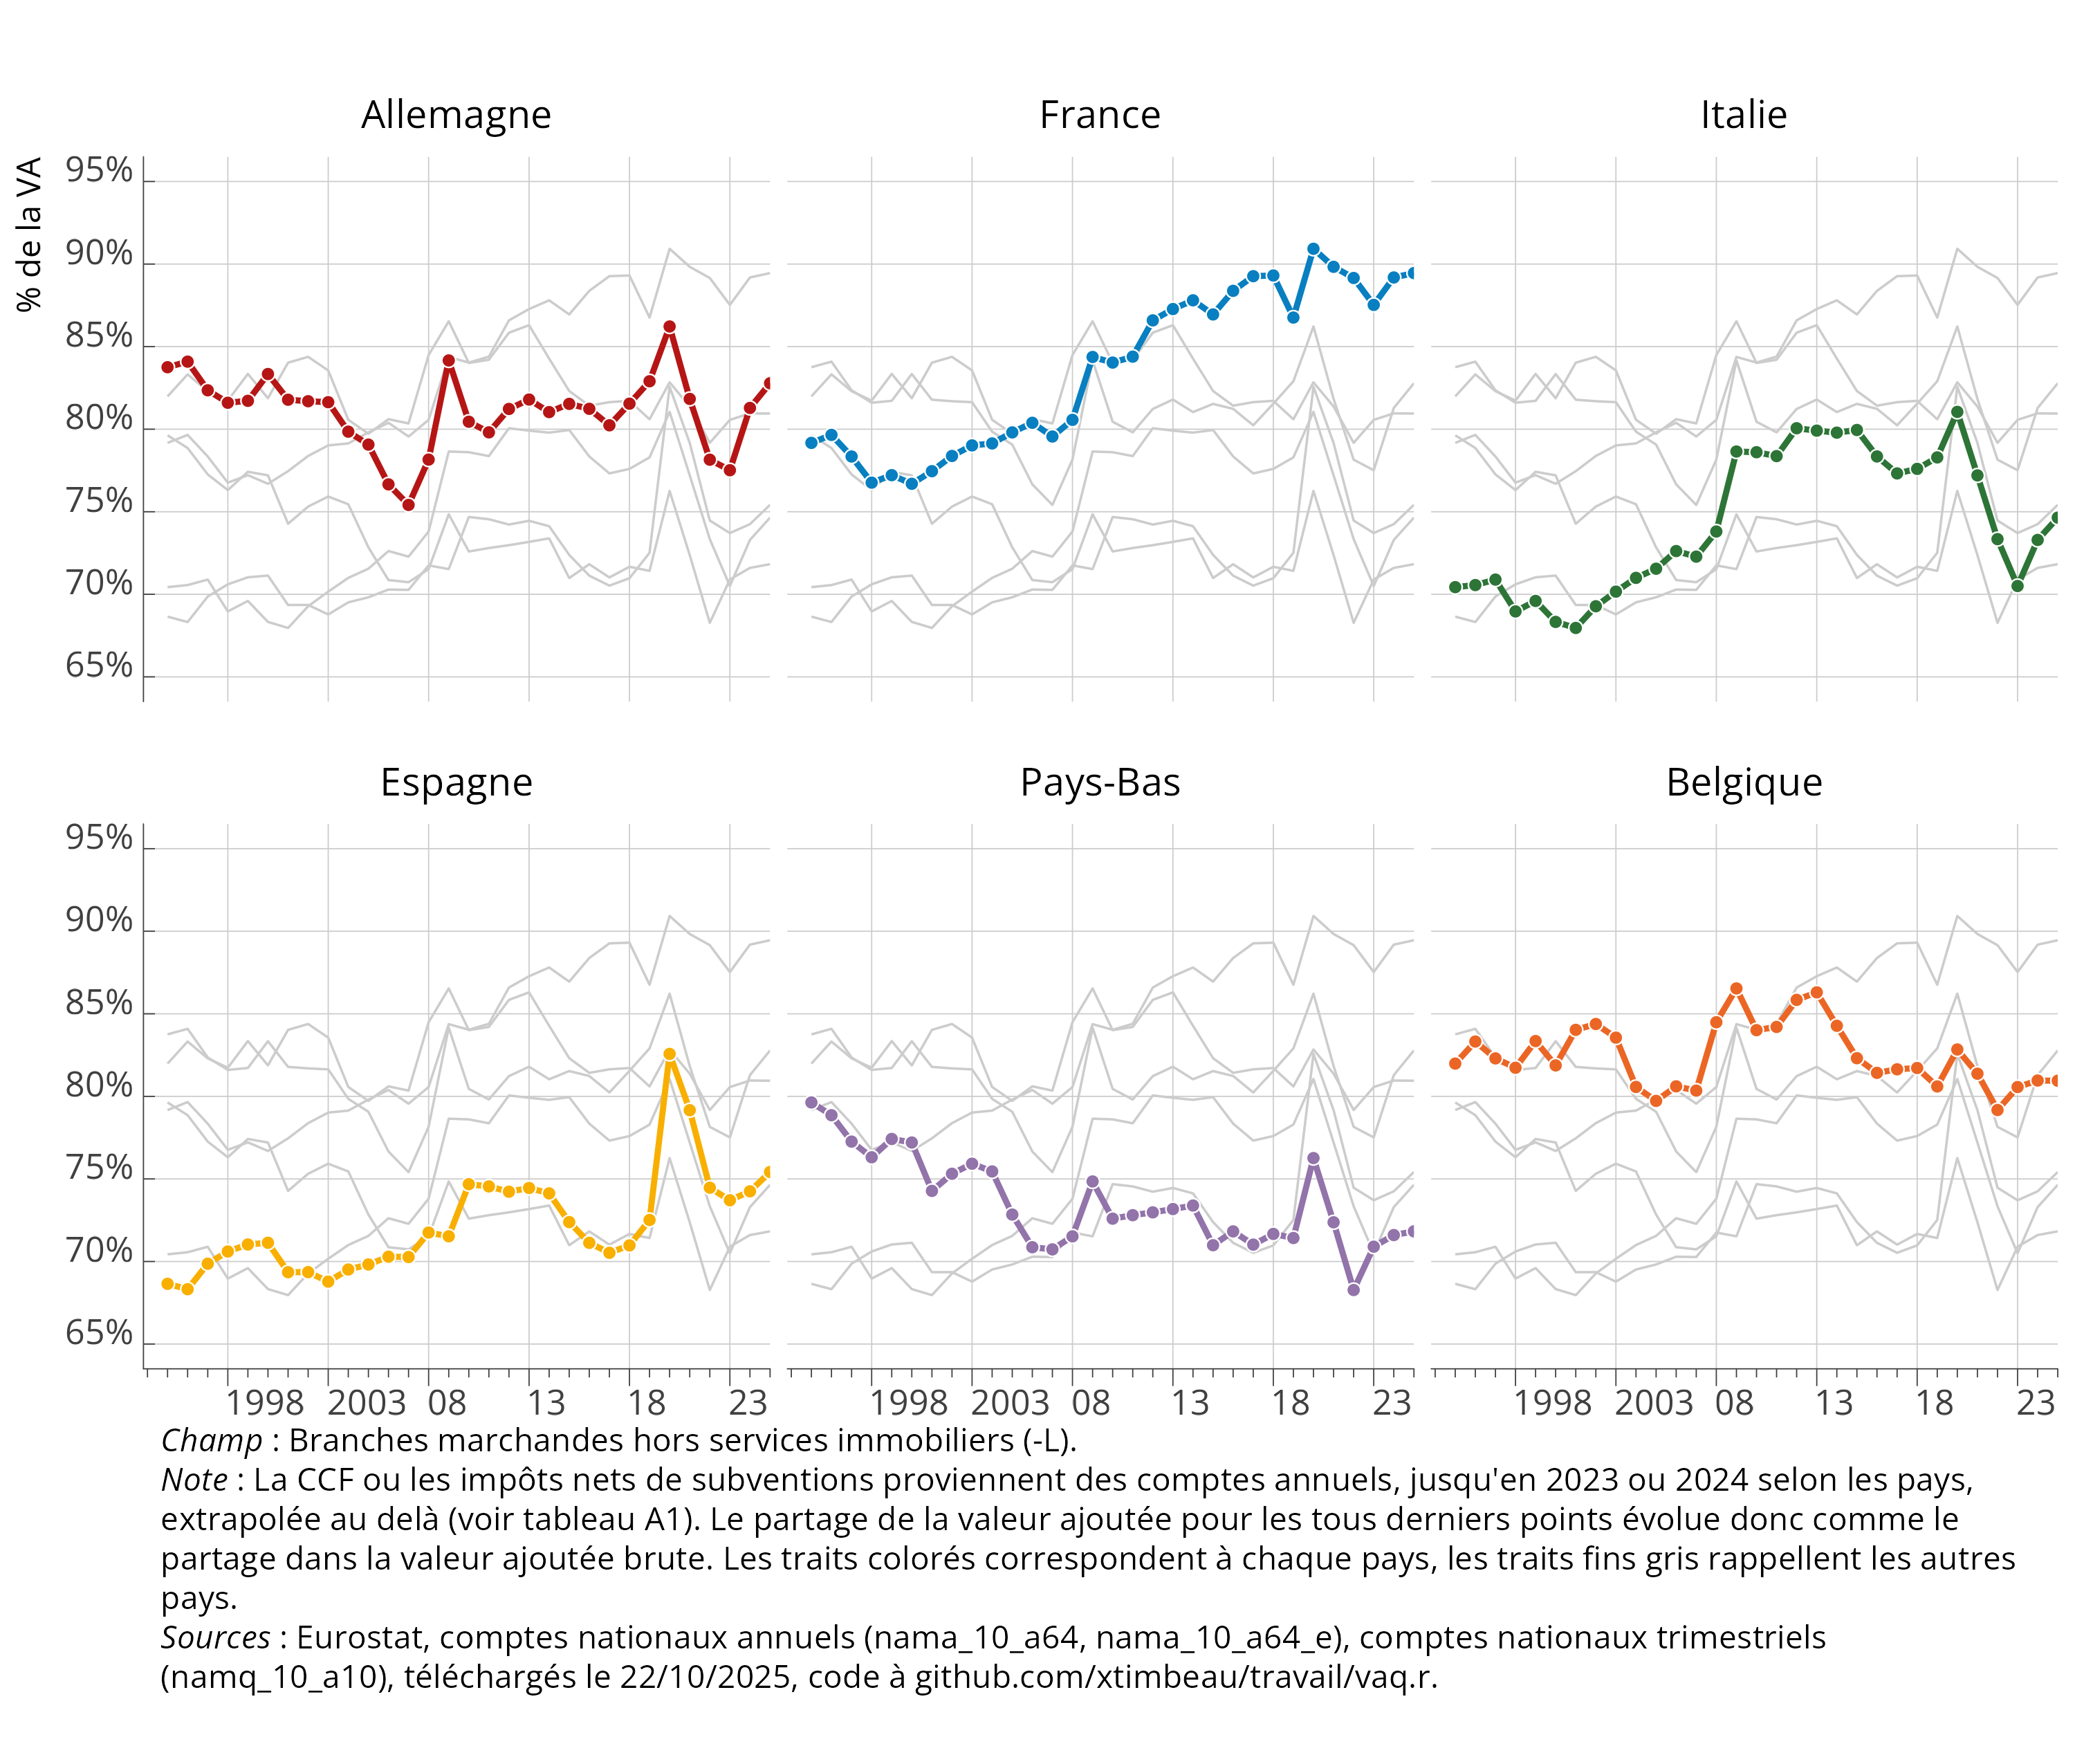 Allemagne
France
Italie
% de la VA
95%
90%
85%
80%
75%
70%
65%
Espagne
Pays-Bas
Belgique
95%
90%
85%
80%
75%
70%
65%
1998 2003 08 13 18 23
1998 2003 08 13 18 23
1998 2003 08 13 18 23
Champ : Branches marchandes hors services immobiliers (-L).
Note : La CCF ou les impôts nets de subventions proviennent des comptes annuels, jusqu'en 2023 ou 2024 selon les pays,
extrapolée au delà (voir tableau A1). Le partage de la valeur ajoutée pour les tous derniers points évolue donc comme le
partage dans la valeur ajoutée brute. Les traits colorés correspondent à chaque pays, les traits fins gris rappellent les autres
pays.
Sources : Eurostat, comptes nationaux annuels (nama_10_a64, nama_10_a64_e), comptes nationaux trimestriels
(namq_10_a10), téléchargés le 22/10/2025, code à github.com/xtimbeau/travail/vaq.r.